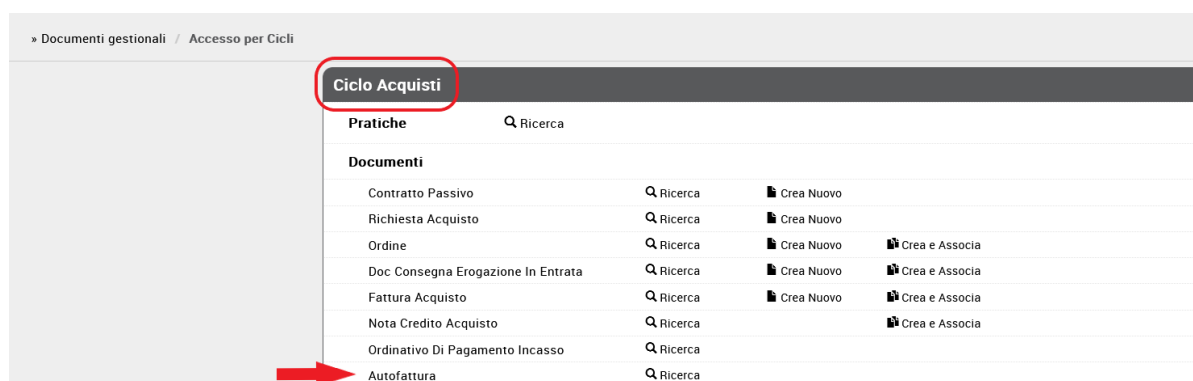 » Documenti gestionali / Accesso per Cicli
Ciclo Acquisti
Pratiche Ricerca
Documenti
Contratto Passivo Ricerca Crea Nuovo
Richiesta Acquisto Ricerca Crea Nuovo
Ordine Ricerca Crea Nuovo Crea e Associa
Doc Consegna Erogazione In Entrata Ricerca Crea Nuovo Crea e Associa
Fattura Acquisto Ricerca Crea Nuovo Crea e Associa
Nota Credito Acquisto Ricerca Crea e Associa
Ordinativo Di Pagamento Incasso Ricerca
Autofattura Ricerca